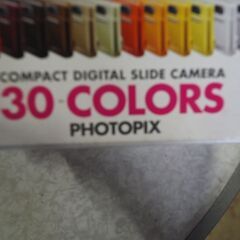 COMPACT DIGITAL SLIDE CAMERA
30 COLORS
PHOTOPIX